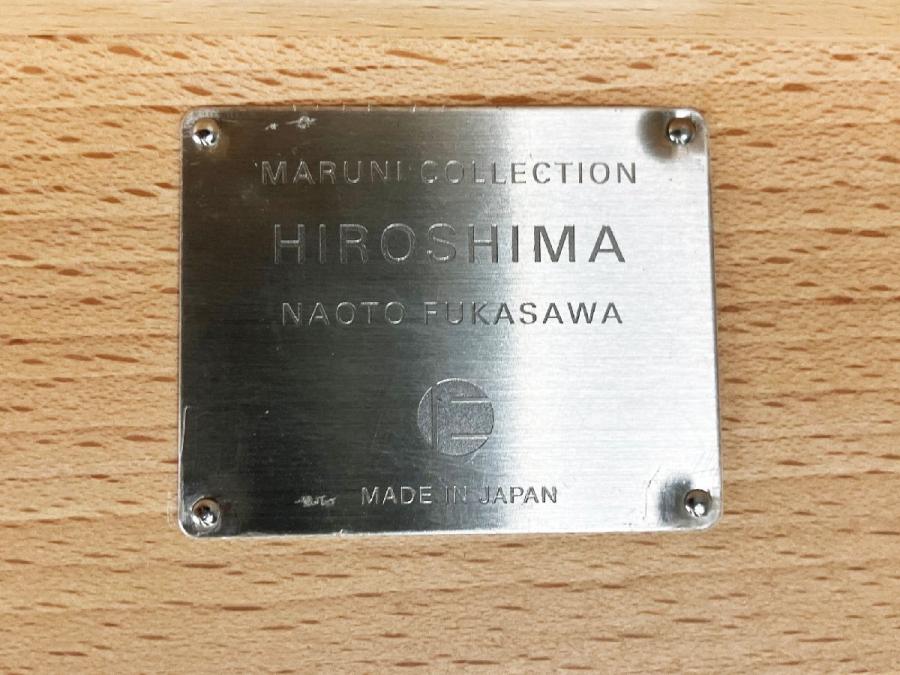 MARUNI COLLECTION
HIROSHIMA
NAOTO FUKASAWA
MADE IN JAPAN